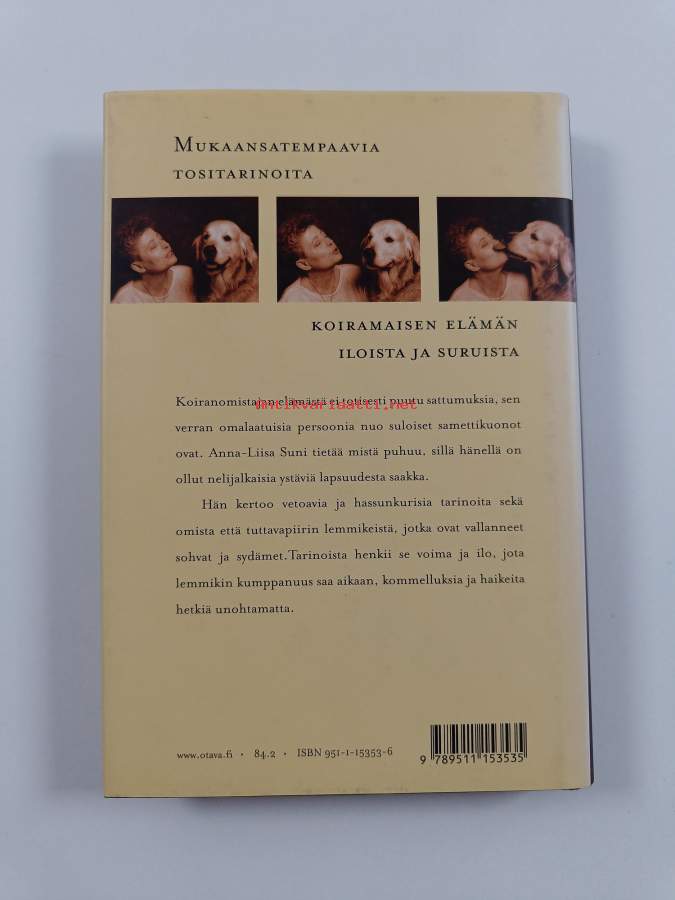 MUKAANSATEMPAAVIA
TOSITARINOITA
KOIRAMAISEN ELÄMÄN
ILOISTA JA SURUISTA
Koiranomistajan elämästä ei totisesti puutu sattumuksia, sen
antikvariaatti.net
verran omalaatuisia persoonia nuo suloiset samettikuonot
ovat. Anna-Liisa Suni tietää mistä puhuu, sillä hänellä on
ollut nelijalkaisia ystäviä lapsuudesta saakka.
Hän kertoo vetoavia ja hassunkurisia tarinoita sekä
omista että tuttavapiirin lemmikeistä, jotka ovat vallanneet
sohvat ja sydämet.Tarinoista henkii se voima ja ilo, jota
lemmikin kumppanuus saa aikaan, kommelluksia ja haikeita
hetkiä unohtamatta.
www.otava.fi • 84.2 • ISBN 951-1-15353-6
9 789511 153535